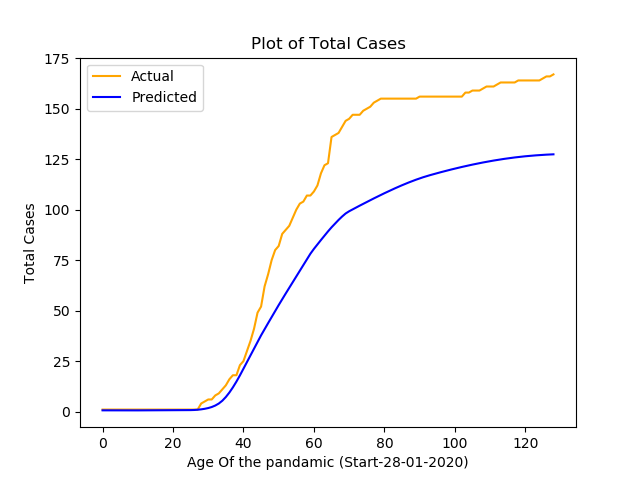 Plot of Total Cases
Actual
Predicted
Total Cases
175
150
125
100
75
50
25
0
0 20 40 60 80 100 120
Age Of the pandamic (Start-28-01-2020)